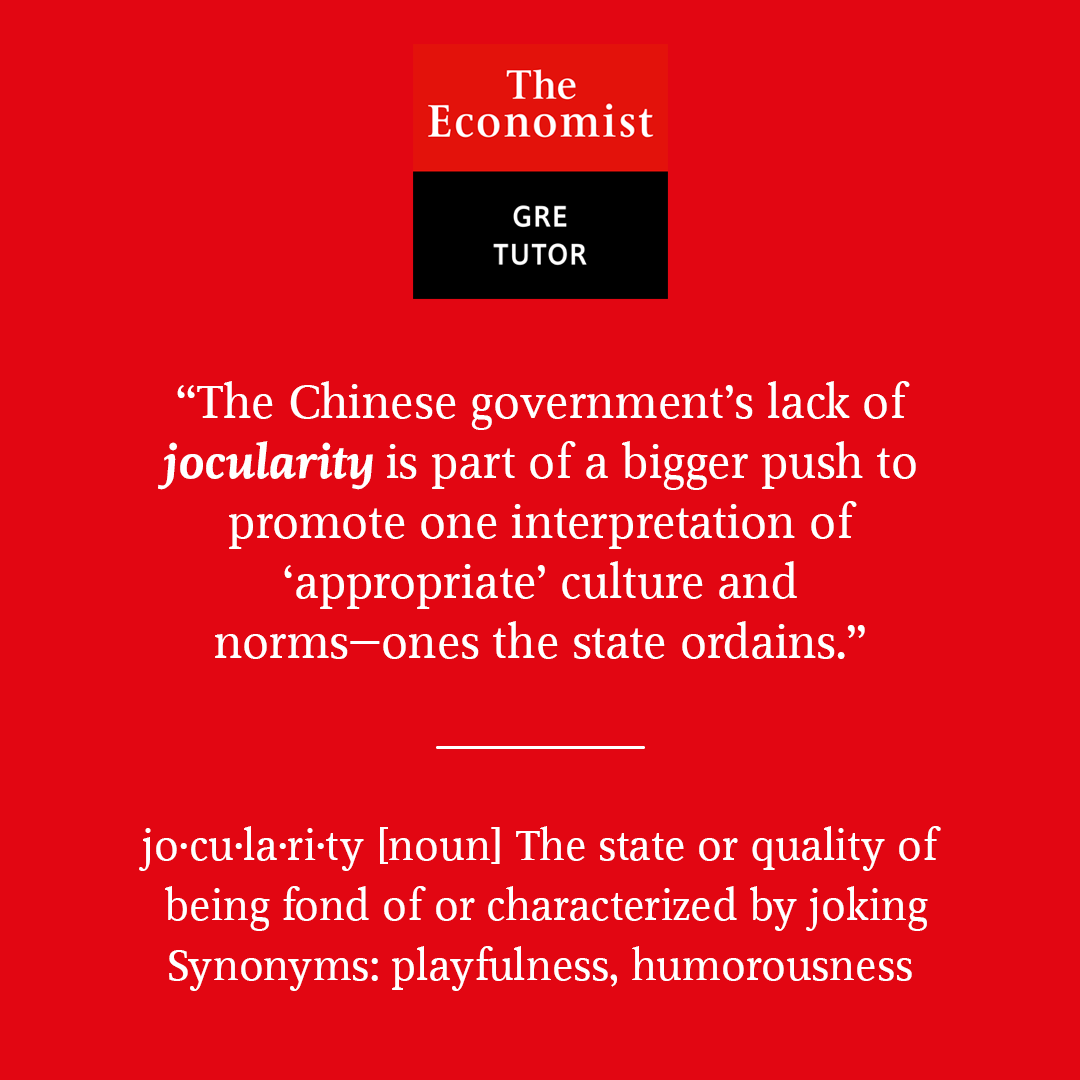 The
Economist
GRE
TUTOR
“The Chinese government’s lack of
jocularity is part of a bigger push to
promote one interpretation of
‘appropriate’ culture and
norms—ones the state ordains.”
jo·cu·la·ri·ty [noun] The state or quality of
being fond of or characterized by joking
Synonyms: playfulness, humorousness